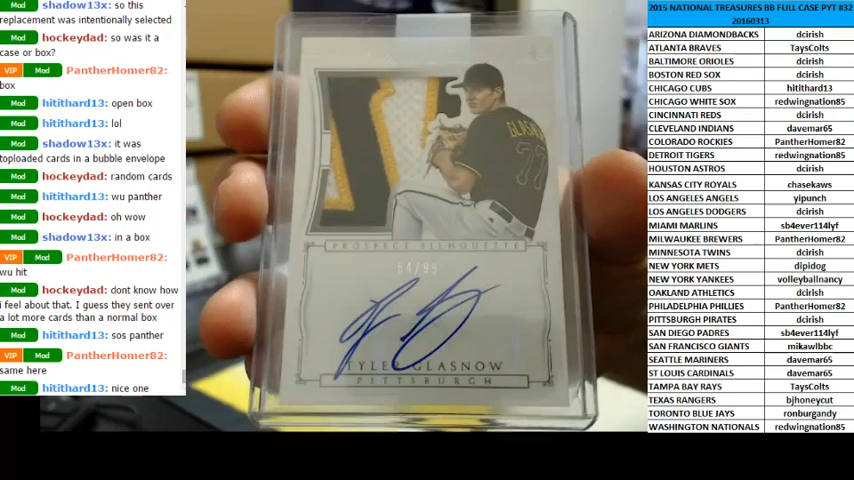 Mod shadow13x: so this
replacement was intentionally selected
Mod hockeydad: so was it a
case or box?
VIP Mod PantherHomer82:
box
Mod hitithard13: open box
Mod hitithard13: lol
Mod shadow13x: it was
toploaded cards in a bubble envelope
Mod hockeydad: random cards
Mod hitithard13: wu panther
Mod hockeydad: oh wow
Mod shadow13x: in a box
VIP Mod PantherHomer82:
wu hit
Mod hockeydad: dont know how
i feel about that. I guess they sent over
a lot more cards than a normal box
Mod hitithard13: sos panther
VIP Mod PantherHomer82:
same here
Mod hitithard13: nice one
GLASNOW
77
PROSPECT SILHOUETTE
64/99
TYLER GLASNOW
PITTSBURGH
2015 NATIONAL TREASURES BB FULL CASE PYT #32
20160313
ARIZONA DIAMONDBACKS dcirish
ATLANTA BRAVES TaysColts
BALTIMORE ORIOLES dcirish
BOSTON RED SOX dcirish
CHICAGO CUBS hitithard13
CHICAGO WHITE SOX redwingnation85
CINCINNATI REDS dcirish
CLEVELAND INDIANS davemar65
COLORADO ROCKIES PantherHomer82
DETROIT TIGERS redwingnation85
HOUSTON ASTROS dcirish
KANSAS CITY ROYALS chasekaws
LOS ANGELES ANGELS yipunch
LOS ANGELES DODGERS dcirish
MIAMI MARLINS sb4ever114lyf
MILWAUKEE BREWERS PantherHomer82
MINNESOTA TWINS dcirish
NEW YORK METS dipidog
NEW YORK YANKEES volleyballnancy
OAKLAND ATHLETICS dcirish
PHILADELPHIA PHILLIES PantherHomer82
PITTSBURGH PIRATES dcirish
SAN DIEGO PADRES sb4ever114lyf
SAN FRANCISCO GIANTS mikawlbbc
SEATTLE MARINERS davemar65
ST LOUIS CARDINALS davemar65
TAMPA BAY RAYS TaysColts
TEXAS RANGERS bjhoneycut
TORONTO BLUE JAYS ronburgandy
WASHINGTON NATIONALS redwingnation85